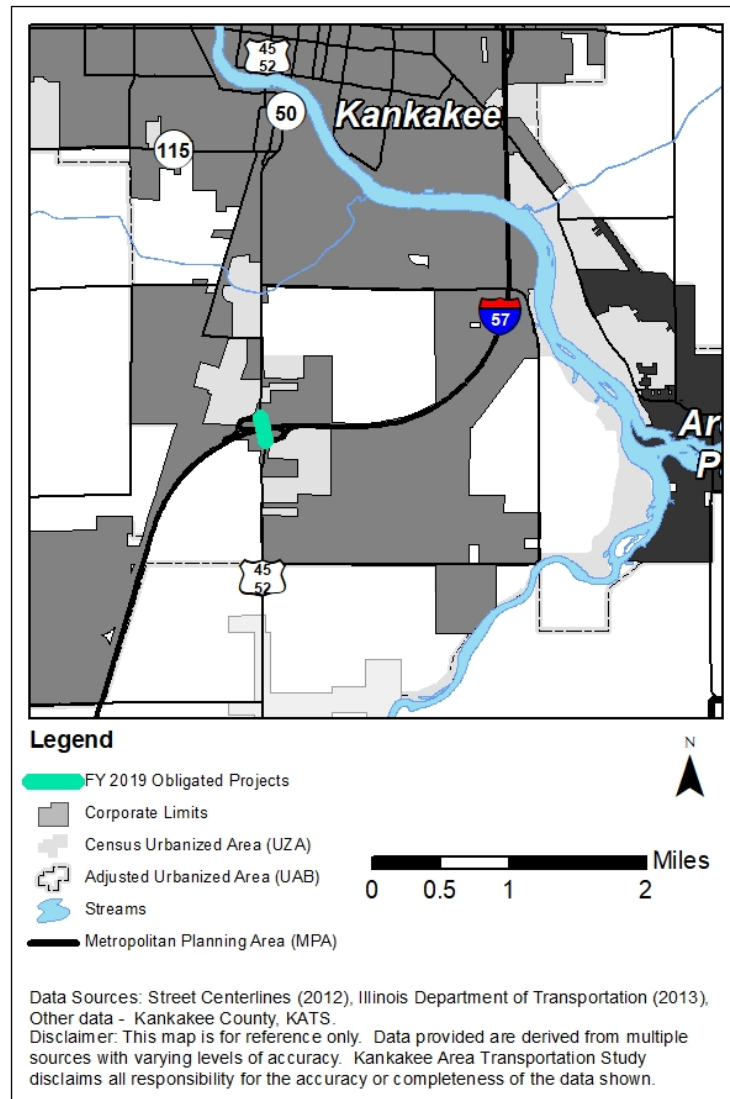 45
52
50
Kankakee
115
57
Ar
P
45
52
Legend
N
FY 2019 Obligated Projects
Corporate Limits
Census Urbanized Area (UZA)
Adjusted Urbanized Area (UAB)
Streams
Metropolitan Planning Area (MPA)
Miles
0 0.5 1 2
Data Sources: Street Centerlines (2012), Illinois Department of Transportation (2013),
Other data - Kankakee County, KATS.
Disclaimer: This map is for reference only. Data provided are derived from multiple
sources with varying levels of accuracy. Kankakee Area Transportation Study
disclaims all responsibility for the accuracy or completeness of the data shown.